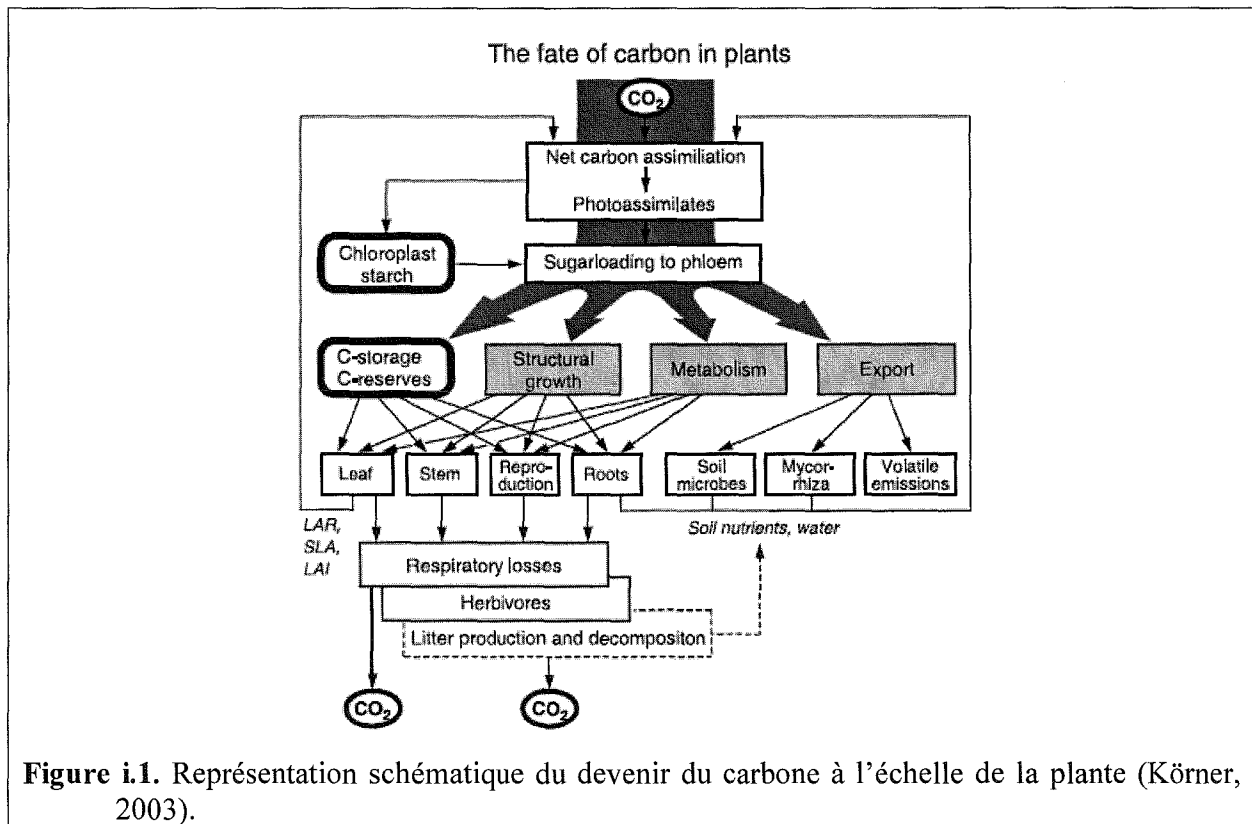 The fate of carbon in plants
CO₂
Net carbon assimiliation
Photoassimilates
Chloroplast
starch
Sugarloading to phloem
C-storage
C-reserves
Structural
growth
Metabolism
Export
Leaf
Stem
Repro-
duction
Roots
Soil
microbes
Mycor-
rhiza
Volatile
emissions
LAR,
SLA,
LAI
Soil nutrients, water
Respiratory losses
Herbivores
Litter production and decompositon
CO₂
CO₂
Figure i.1. Représentation schématique du devenir du carbone à l'échelle de la plante (Körner,
2003).